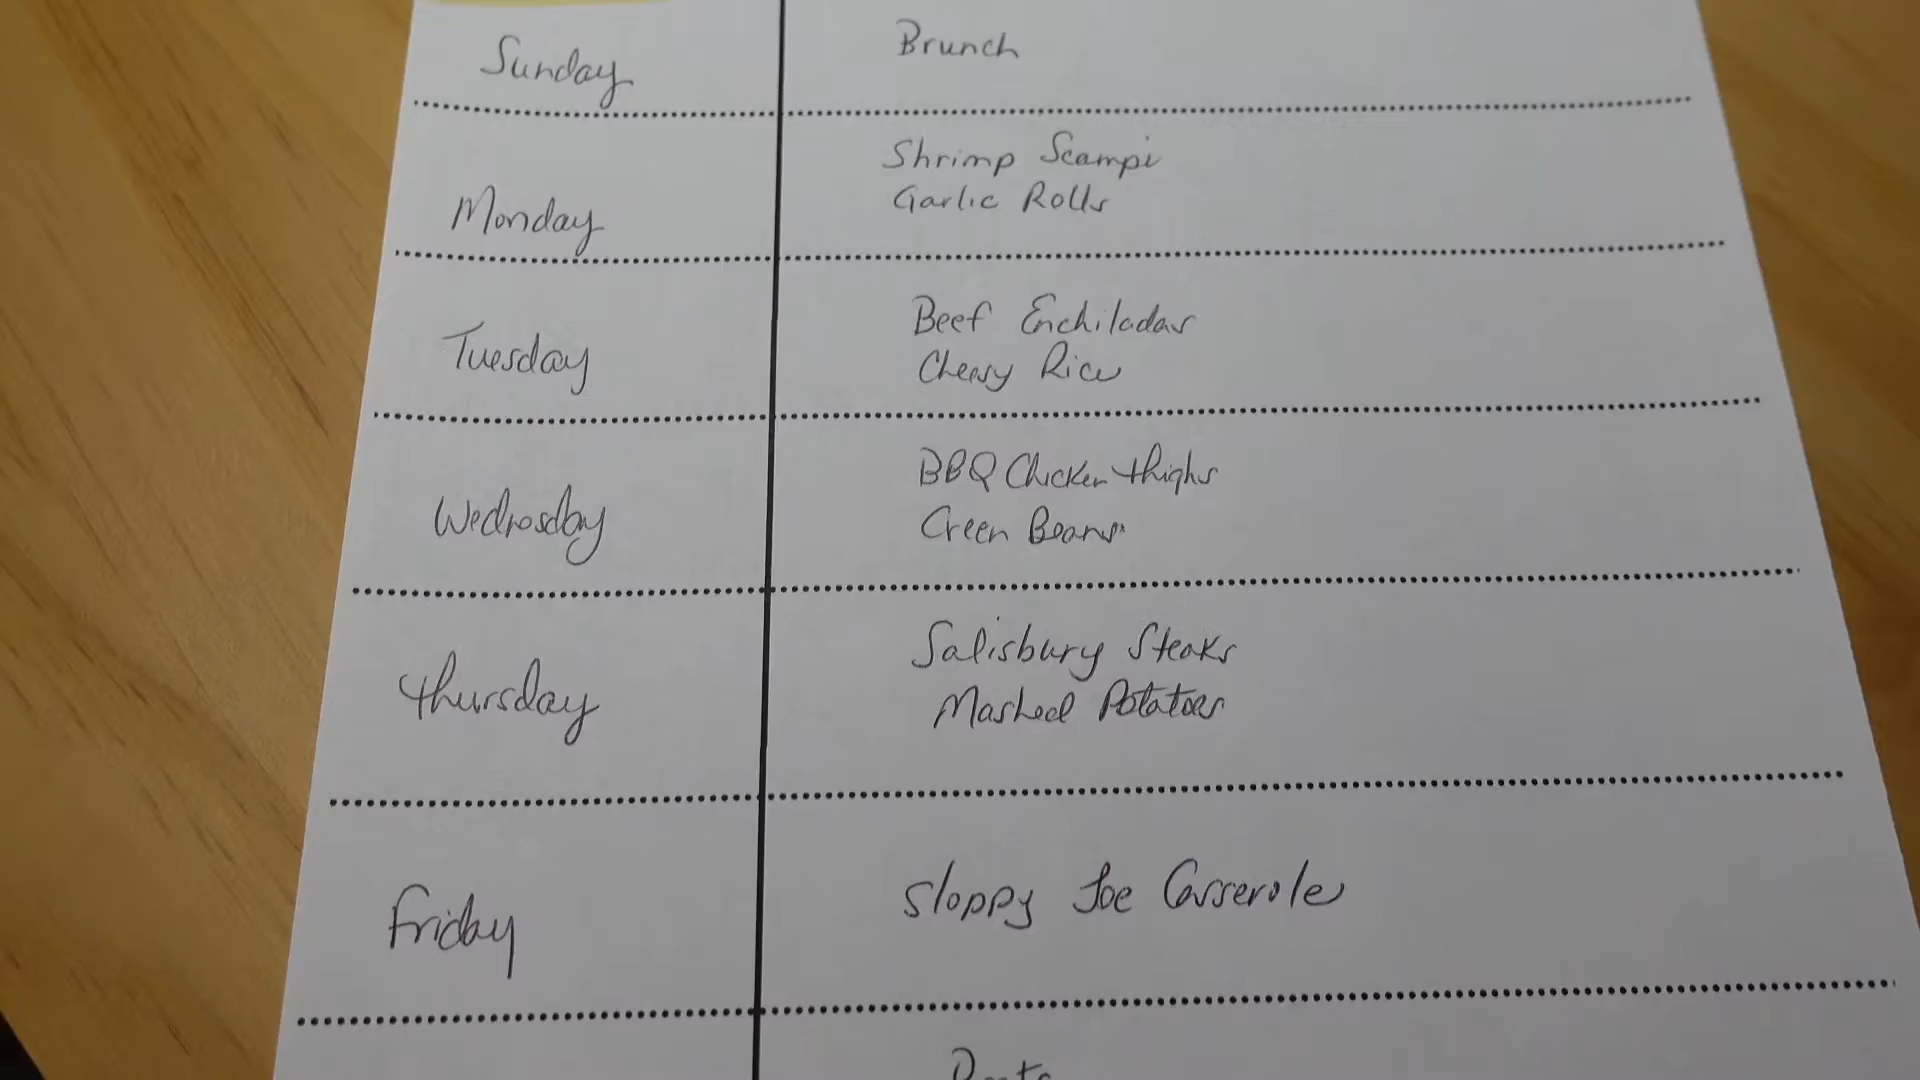 Sunday
Brunch
Monday
Shrimp Scampi
Garlic Rolls
Tuesday
Beef Enchiladas
Cheesy Rice
Wednesday
BBQ Chicken thighs
Green Beans
Thursday
Salisbury Steaks
Mashed Potatoes
Friday
Sloppy Joe Casserole